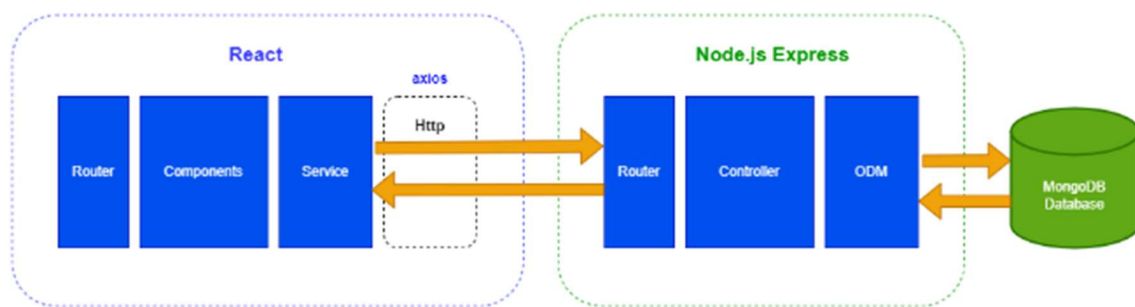 React
Node.js Express
axios
Http
Router
Components
Service
Router
Controller
ODM
MongoDB
Database